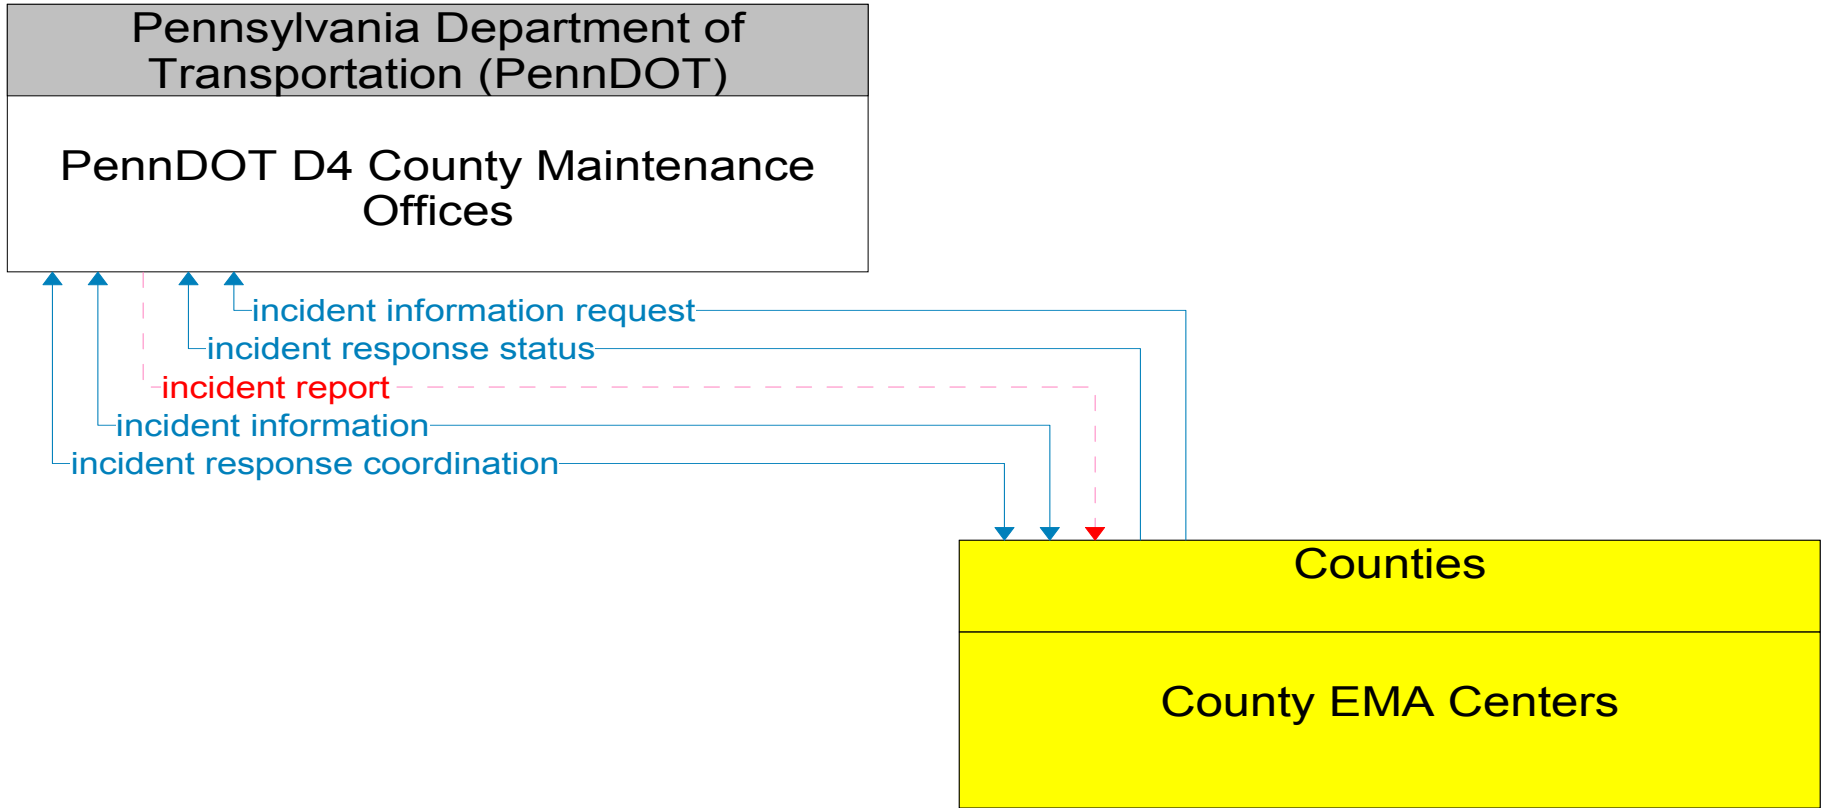 Pennsylvania Department of
Transportation (PennDOT)
PennDOT D4 County Maintenance
Offices
incident information request
incident response status
incident report
incident information
incident response coordination
Counties
County EMA Centers